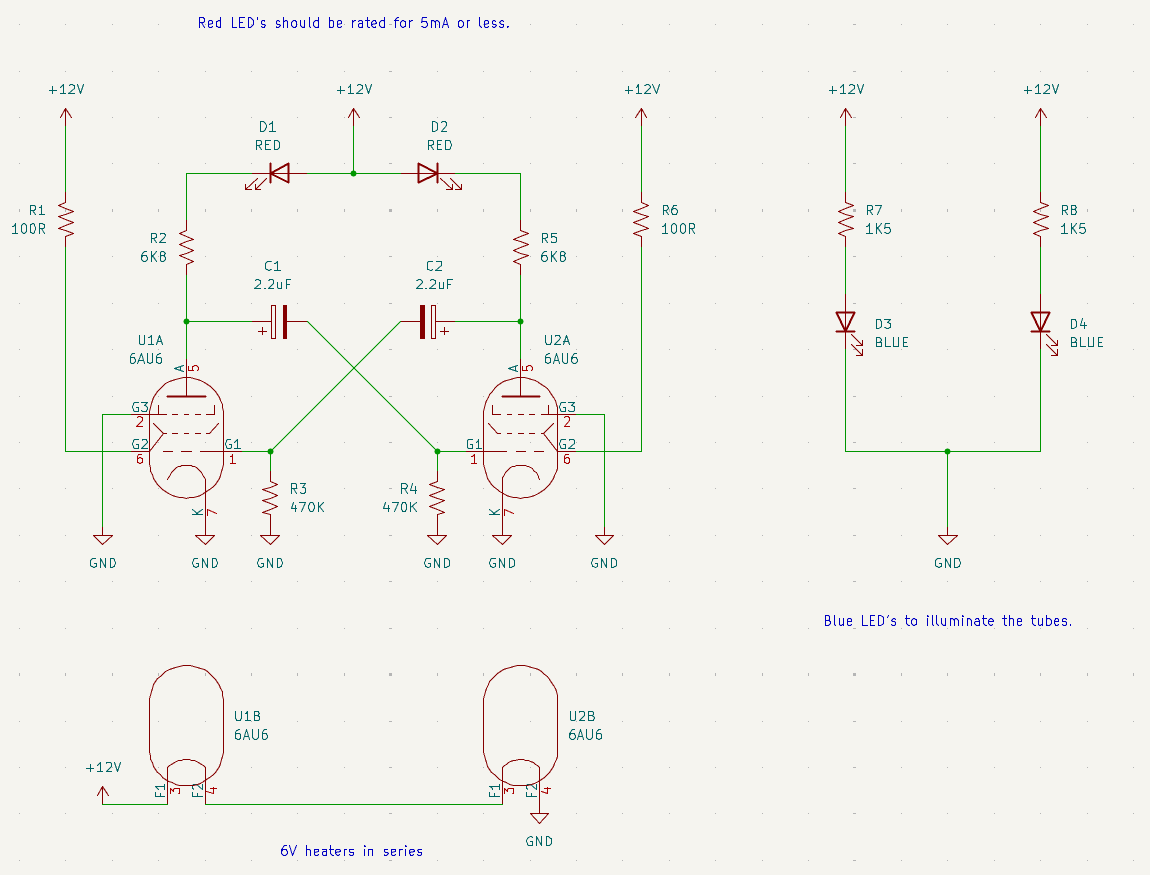 Red LED's should be rated for 5mA or less.
+12V
+12V
+12V
+12V
+12V
D1
RED
D2
RED
R1
100R
R2
6K8
R5
6K8
R6
100R
R7
1K5
R8
1K5
C1
2.2uF
C2
2.2uF
+
+
D3
BLUE
D4
BLUE
U1A
6AU6
U2A
6AU6
A
5
A
5
G3
2
G3
2
G2
6
G1
1
G1
1
G2
6
R3
470K
R4
470K
K
7
K
7
GND
GND
GND
GND
GND
GND
GND
Blue LED's to illuminate the tubes.
U1B
6AU6
U2B
6AU6
+12V
F1
3
F2
4
F1
3
F2
4
GND
6V heaters in series